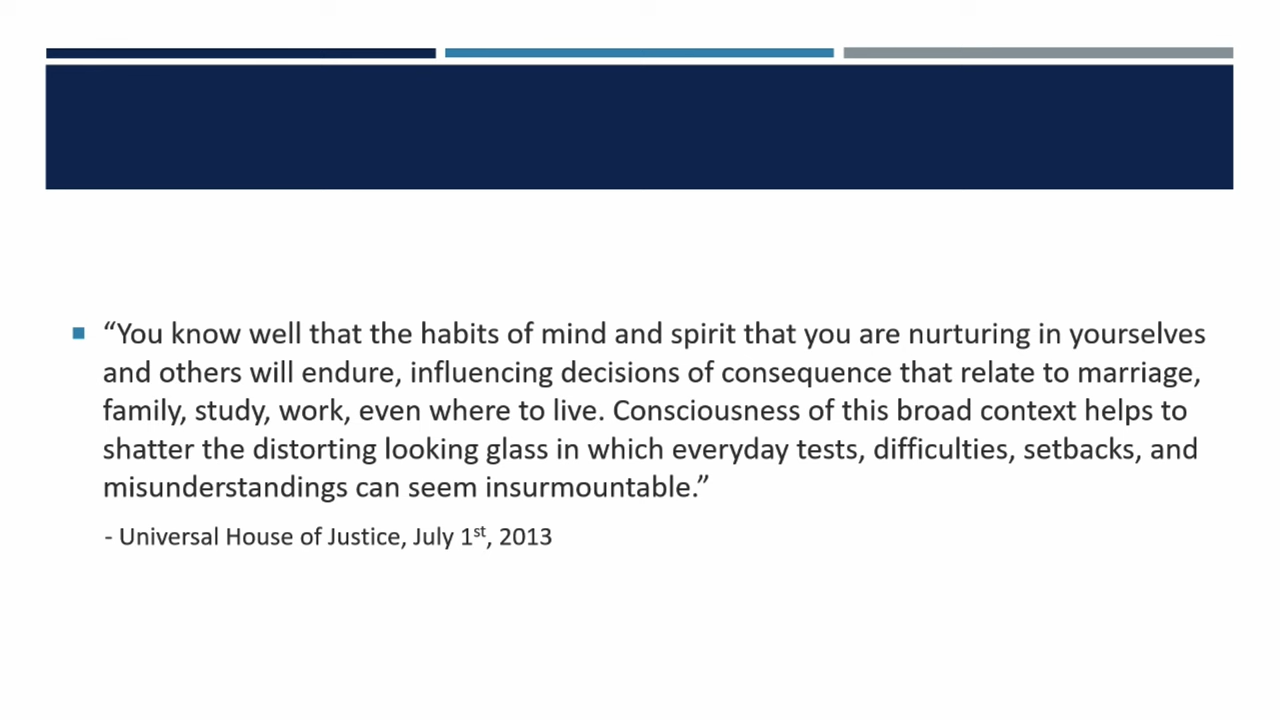 “You know well that the habits of mind and spirit that you are nurturing in yourselves
and others will endure, influencing decisions of consequence that relate to marriage,
family, study, work, even where to live. Consciousness of this broad context helps to
shatter the distorting looking glass in which everyday tests, difficulties, setbacks, and
misunderstandings can seem insurmountable.”
- Universal House of Justice, July 1st, 2013